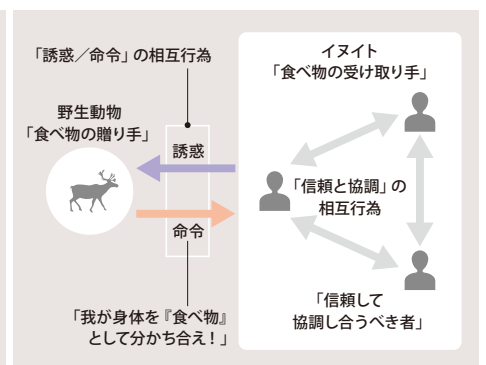 「誘惑／命令」の相互行為
野生動物
「食べ物の贈り手」
誘惑
命令
「我が身体を『食べ物』
として分かち合え！」
イヌイト
「食べ物の受け取り手」
「信頼と協調」の
相互行為
「信頼して
協調し合うべき者」